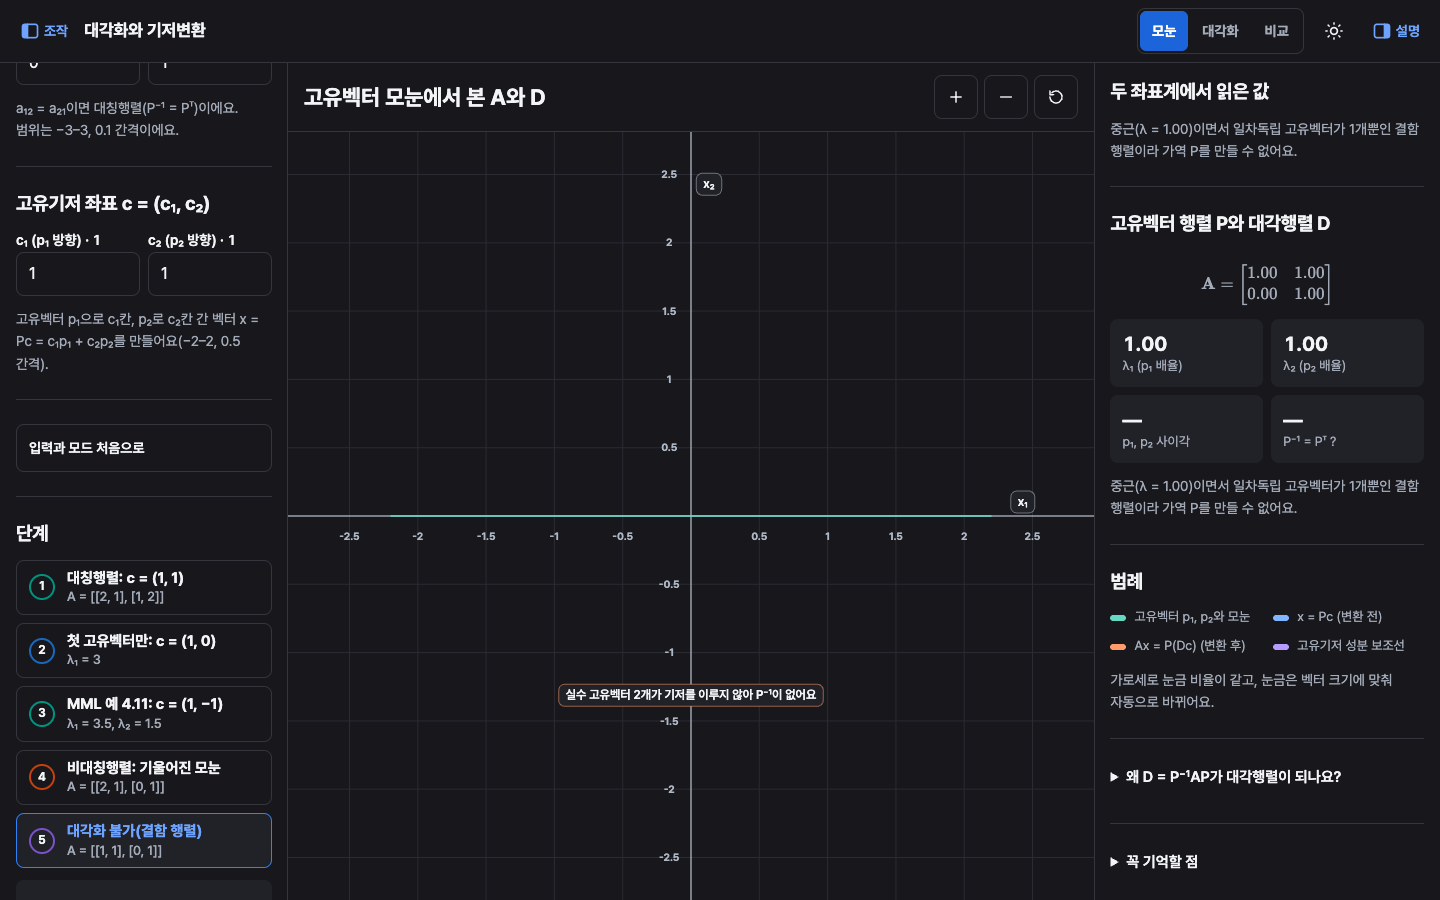 조작
대각화와 기저변환
모눈
대각화
비교
설명
a₁₂ = a₂₁이면 대칭행렬(P⁻¹ = Pᵀ)이에요.
범위는 −3–3, 0.1 간격이에요.
고유기저 좌표 c = (c₁, c₂)
c₁ (p₁ 방향) · 1
c₂ (p₂ 방향) · 1
1
1
고유벡터 p₁으로 c₁칸, p₂로 c₂칸 간 벡터 x =
Pc = c₁p₁ + c₂p₂를 만들어요(−2–2, 0.5
간격).
입력과 모드 처음으로
단계
1
대칭행렬: c = (1, 1)
A = [[2, 1], [1, 2]]
2
첫 고유벡터만: c = (1, 0)
λ₁ = 3
3
MML 예 4.11: c = (1, −1)
λ₁ = 3.5, λ₂ = 1.5
4
비대칭행렬: 기울어진 모눈
A = [[2, 1], [0, 1]]
5
대각화 불가(결함 행렬)
A = [[1, 1], [0, 1]]
고유벡터 모눈에서 본 A와 D
+
−
2.5
x₂
2
1.5
1
0.5
x₁
-2.5
-2
-1.5
-1
-0.5
0.5
1
1.5
2
2.5
-0.5
-1
실수 고유벡터 2개가 기저를 이루지 않아 P⁻¹이 없어요
-1.5
-2
-2.5
두 좌표계에서 읽은 값
중근(λ = 1.00)이면서 일차독립 고유벡터가 1개뿐인 결함
행렬이라 가역 P를 만들 수 없어요.
고유벡터 행렬 P와 대각행렬 D
A = [1.00 1.00
0.00 1.00]
1.00
λ₁ (p₁ 배율)
1.00
λ₂ (p₂ 배율)
—
p₁, p₂ 사이각
—
P⁻¹ = Pᵀ ?
중근(λ = 1.00)이면서 일차독립 고유벡터가 1개뿐인 결함
행렬이라 가역 P를 만들 수 없어요.
범례
고유벡터 p₁, p₂와 모눈
x = Pc (변환 전)
Ax = P(Dc) (변환 후)
고유기저 성분 보조선
가로세로 눈금 비율이 같고, 눈금은 벡터 크기에 맞춰
자동으로 바뀌어요.
왜 D = P⁻¹AP가 대각행렬이 되나요?
꼭 기억할 점